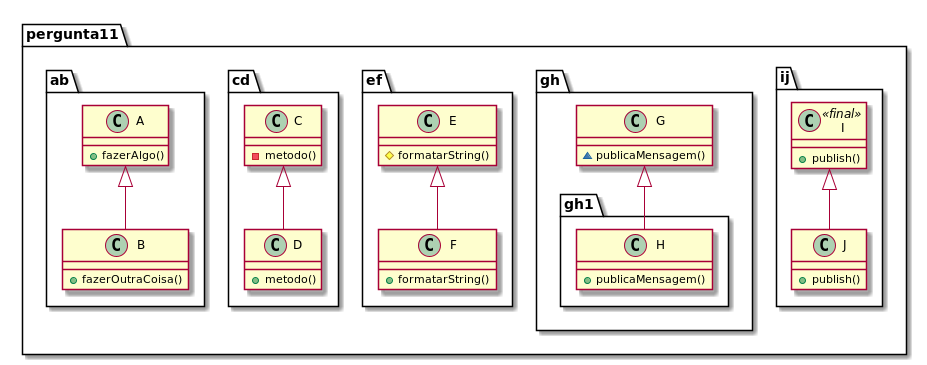 pergunta11
ab
C A
fazerAlgo()
C B
fazerOutraCoisa()
cd
C C
metodo()
C D
metodo()
ef
C E
formatarString()
C F
formatarString()
gh
C G
publicaMensagem()
gh1
C H
publicaMensagem()
ij
C «final»
I
publish()
C J
publish()